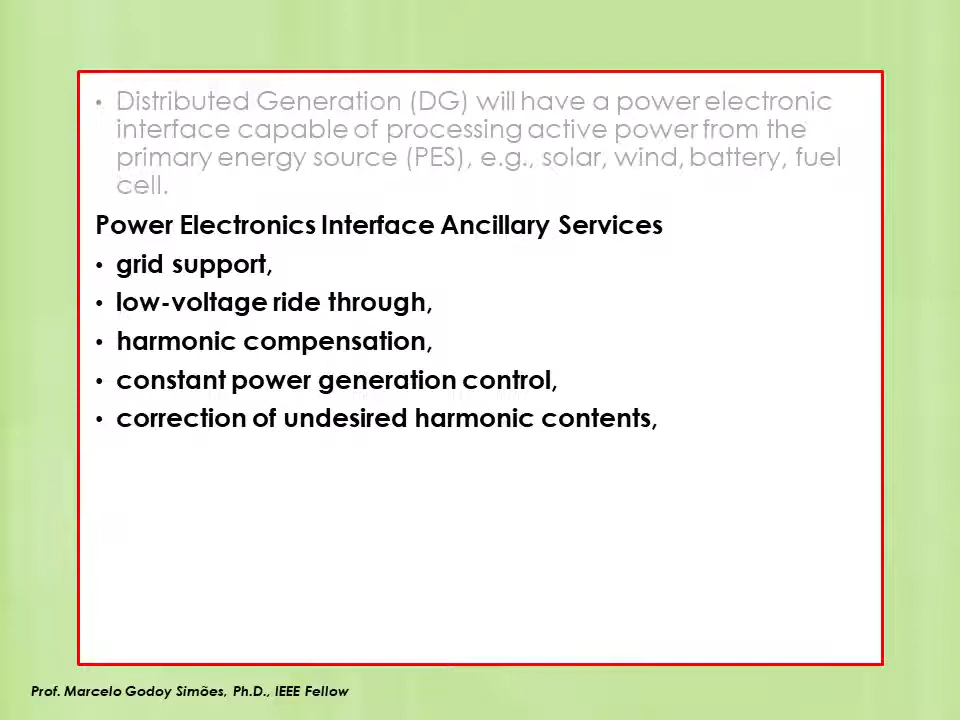 • Distributed Generation (DG) will have a power electronic
interface capable of processing active power from the
primary energy source (PES), e.g., solar, wind, battery, fuel
cell.
Power Electronics Interface Ancillary Services
• grid support,
• low-voltage ride through,
• harmonic compensation,
• constant power generation control,
• correction of undesired harmonic contents,
Prof. Marcelo Godoy Simões, Ph.D., IEEE Fellow